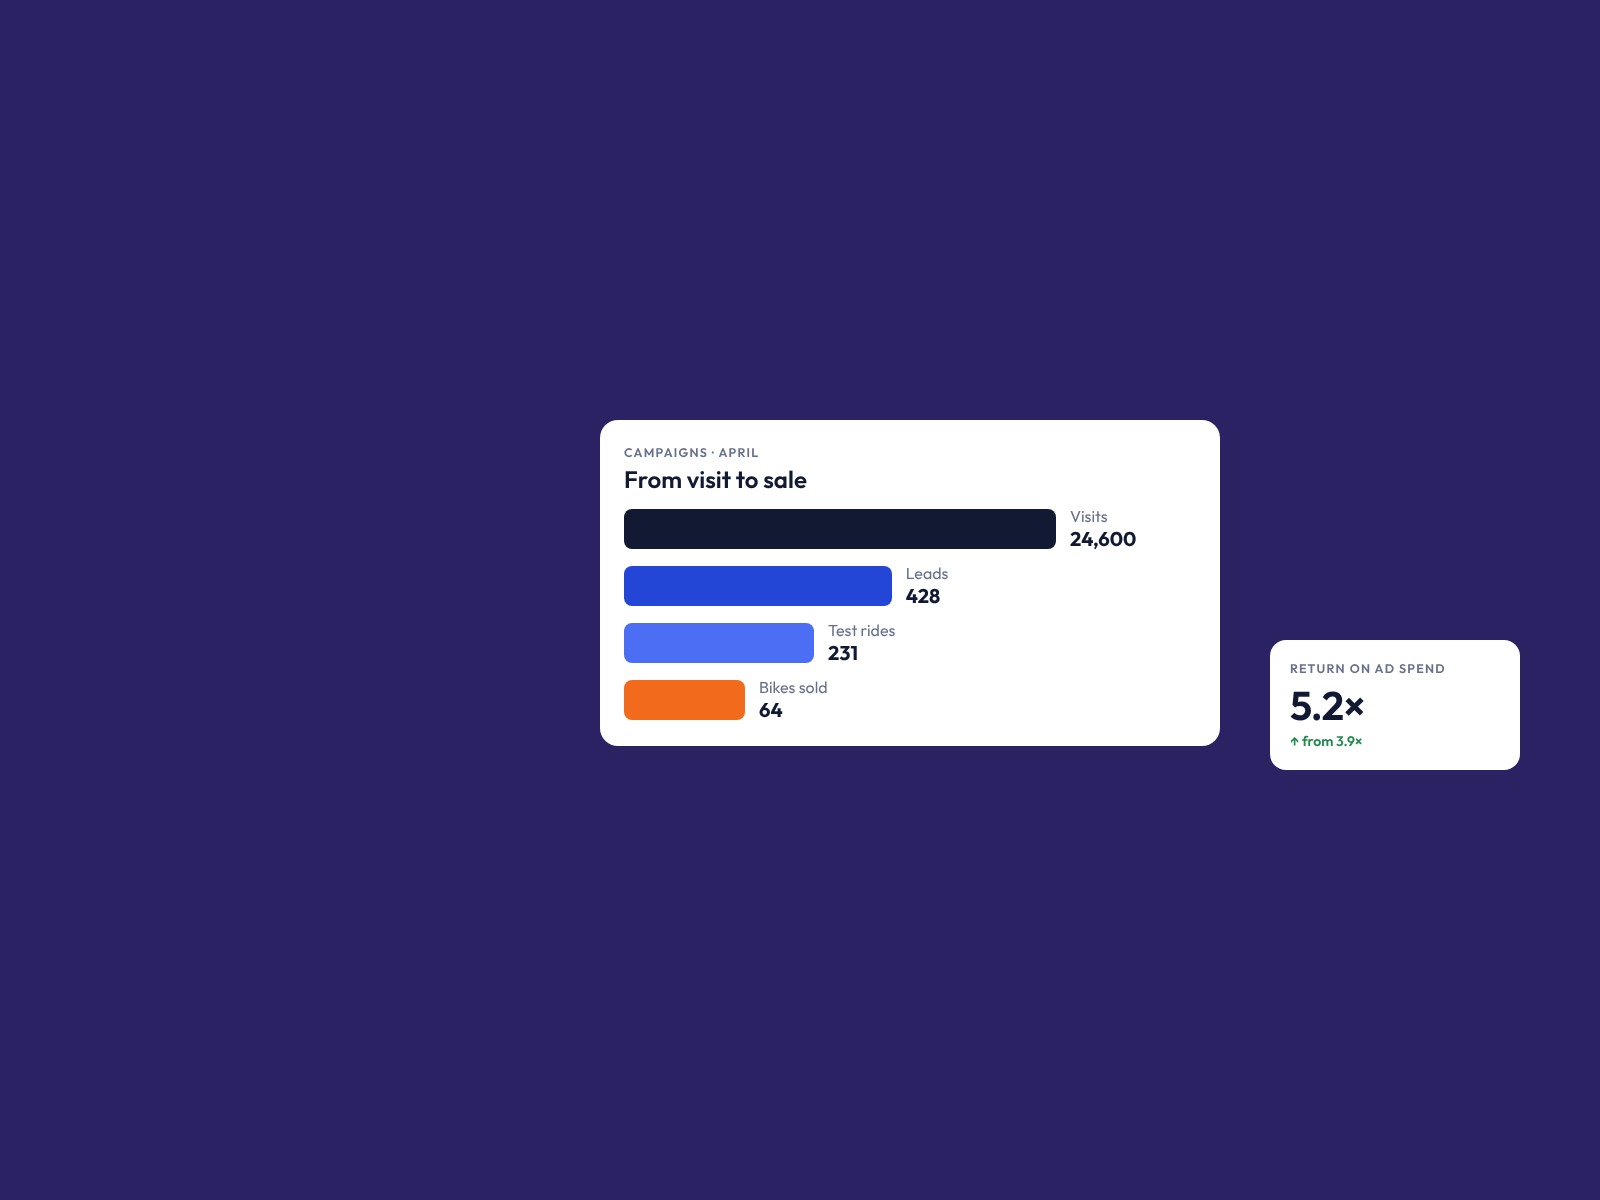 CAMPAIGNS · APRIL
From visit to sale
Visits
24,600
Leads
428
Test rides
231
Bikes sold
64
RETURN ON AD SPEND
5.2×
↑ from 3.9×